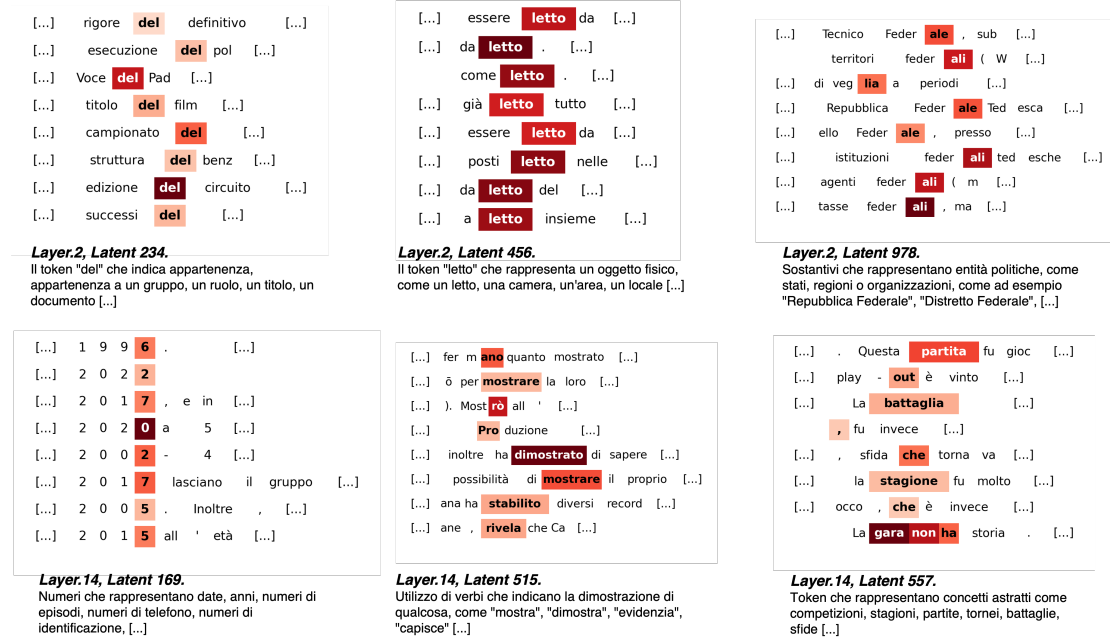 [...] rigore del definitivo [...]
[...] esecuzione del pol [...]
[...] Voce del Pad [...]
[...] titolo del film [...]
[...] campionato del [...]
[...] struttura del benz [...]
[...] edizione del circuito [...]
[...] successi del [...]
Layer.2, Latent 234.
Il token "del" che indica appartenenza,
appartenenza a un gruppo, un ruolo, un titolo, un
documento [...]
[...] essere letto da [...]
[...] da letto . [...]
come letto . [...]
[...] già letto tutto [...]
[...] essere letto da [...]
[...] posti letto nelle [...]
[...] da letto del [...]
[...] a letto insieme [...]
Layer.2, Latent 456.
Il token "letto" che rappresenta un oggetto fisico,
come un letto, una camera, un'area, un locale [...]
[...] Tecnico Feder ale , sub [...]
territori feder ali ( W [...]
[...] di veg lia a periodi [...]
[...] Repubblica Feder ale Ted esca [...]
[...] ello Feder ale , presso [...]
[...] istituzioni feder ali ted esche [...]
[...] agenti feder ali ( m [...]
[...] tasse feder ali , ma [...]
Layer.2, Latent 978.
Sostantivi che rappresentano entità politiche, come
stati, regioni o organizzazioni, come ad esempio
"Repubblica Federale", "Distretto Federale", [...]
[...] 1 9 9 6 . [...]
[...] 2 0 2 2
[...] 2 0 1 7 , e in [...]
[...] 2 0 2 0 a 5 [...]
[...] 2 0 0 2 - 4 [...]
[...] 2 0 1 7 lasciano il gruppo [...]
[...] 2 0 0 5 . Inoltre , [...]
[...] 2 0 1 5 all ' età [...]
Layer.14, Latent 169.
Numeri che rappresentano date, anni, numeri di
episodi, numeri di telefono, numeri di
identificazione, [...]
[...] fer m ano quanto mostrato [...]
[...] õ per mostrare la loro [...]
[...] ). Most rò all ' [...]
[...] Pro duzione [...]
[...] inoltre ha dimostrato di sapere [...]
[...] possibilità di mostrare il proprio [...]
[...] ana ha stabilito diversi record [...]
[...] ane , rivela che Ca [...]
Layer.14, Latent 515.
Utilizzo di verbi che indicano la dimostrazione di
qualcosa, come "mostra", "dimostra", "evidenzia",
"capisce" [...]
[...] . Questa partita fu gioc [...]
[...] play - out è vinto [...]
[...] La battaglia [...]
, fu invece [...]
[...] , sfida che torna va [...]
[...] la stagione fu molto [...]
[...] occo , che è invece [...]
La gara non ha storia . [...]
Layer.14, Latent 557.
Token che rappresentano concetti astratti come
competizioni, stagioni, partite, tornei, battaglie,
sfide [...]